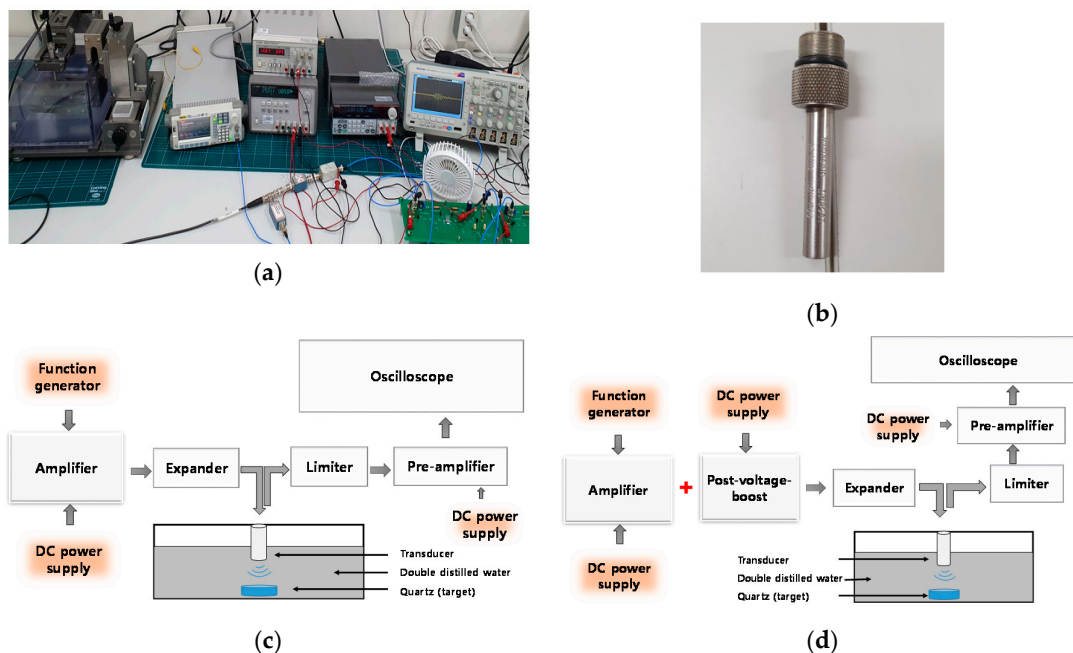 (a)
(b)
Function
generator
Amplifier
DC power
supply
Expander
Limiter
Pre-amplifier
Oscilloscope
DC power
supply
Transducer
Double distilled water
Quartz (target)
(c)
Function
generator
Amplifier
DC power
supply
+
DC power
supply
Post-voltage-
boost
Expander
Limiter
DC power
supply
Pre-amplifier
Oscilloscope
Transducer
Double distilled water
Quartz (target)
(d)